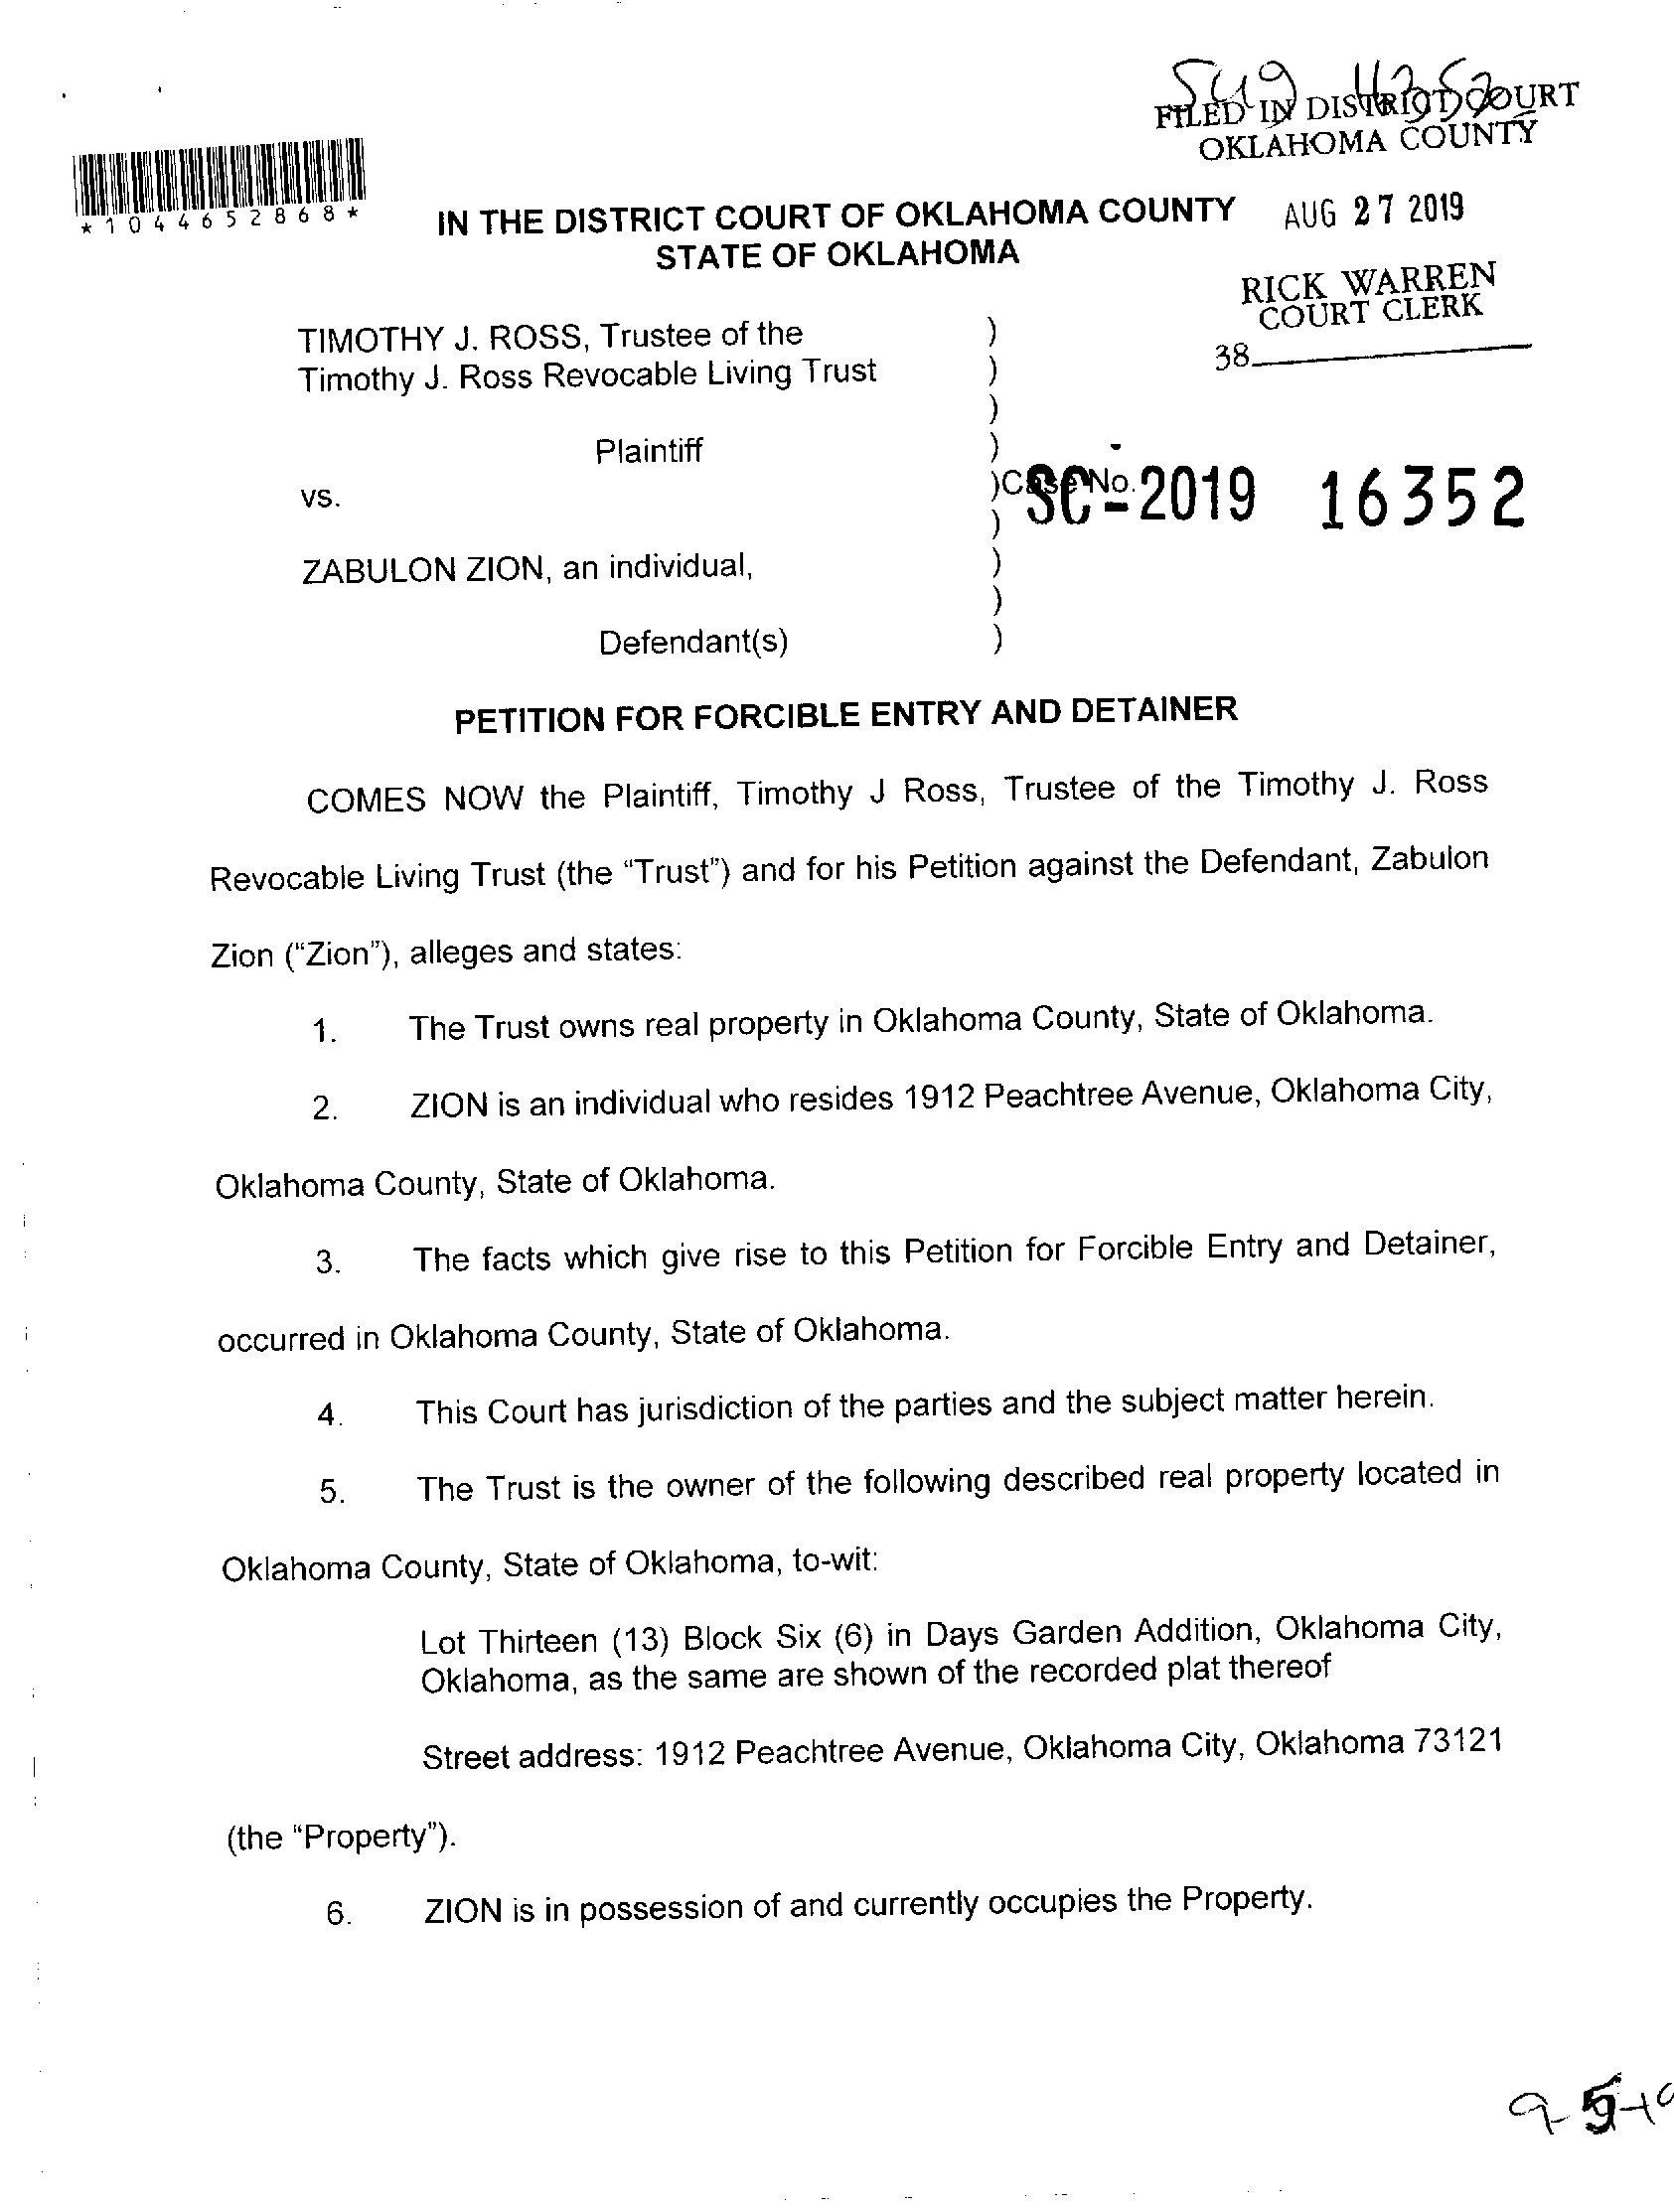 FILED IN DISTRICT COURT
OKLAHOMA COUNTY
*1044652868*
IN THE DISTRICT COURT OF OKLAHOMA COUNTY
STATE OF OKLAHOMA
AUG 27 2019
RICK WARREN
COURT CLERK
38
TIMOTHY J. ROSS, Trustee of the )
Timothy J. Ross Revocable Living Trust )
)
Plaintiff )
vs. )Case No. SC-2019 16352
)
ZABULON ZION, an individual, )
)
Defendant(s) )
PETITION FOR FORCIBLE ENTRY AND DETAINER
COMES NOW the Plaintiff, Timothy J Ross, Trustee of the Timothy J. Ross
Revocable Living Trust (the “Trust”) and for his Petition against the Defendant, Zabulon
Zion (“Zion”), alleges and states:
1. The Trust owns real property in Oklahoma County, State of Oklahoma.
2. ZION is an individual who resides 1912 Peachtree Avenue, Oklahoma City,
Oklahoma County, State of Oklahoma.
3. The facts which give rise to this Petition for Forcible Entry and Detainer,
occurred in Oklahoma County, State of Oklahoma.
4. This Court has jurisdiction of the parties and the subject matter herein.
5. The Trust is the owner of the following described real property located in
Oklahoma County, State of Oklahoma, to-wit:
Lot Thirteen (13) Block Six (6) in Days Garden Addition, Oklahoma City,
Oklahoma, as the same are shown of the recorded plat thereof
Street address: 1912 Peachtree Avenue, Oklahoma City, Oklahoma 73121
(the “Property”).
6. ZION is in possession of and currently occupies the Property.